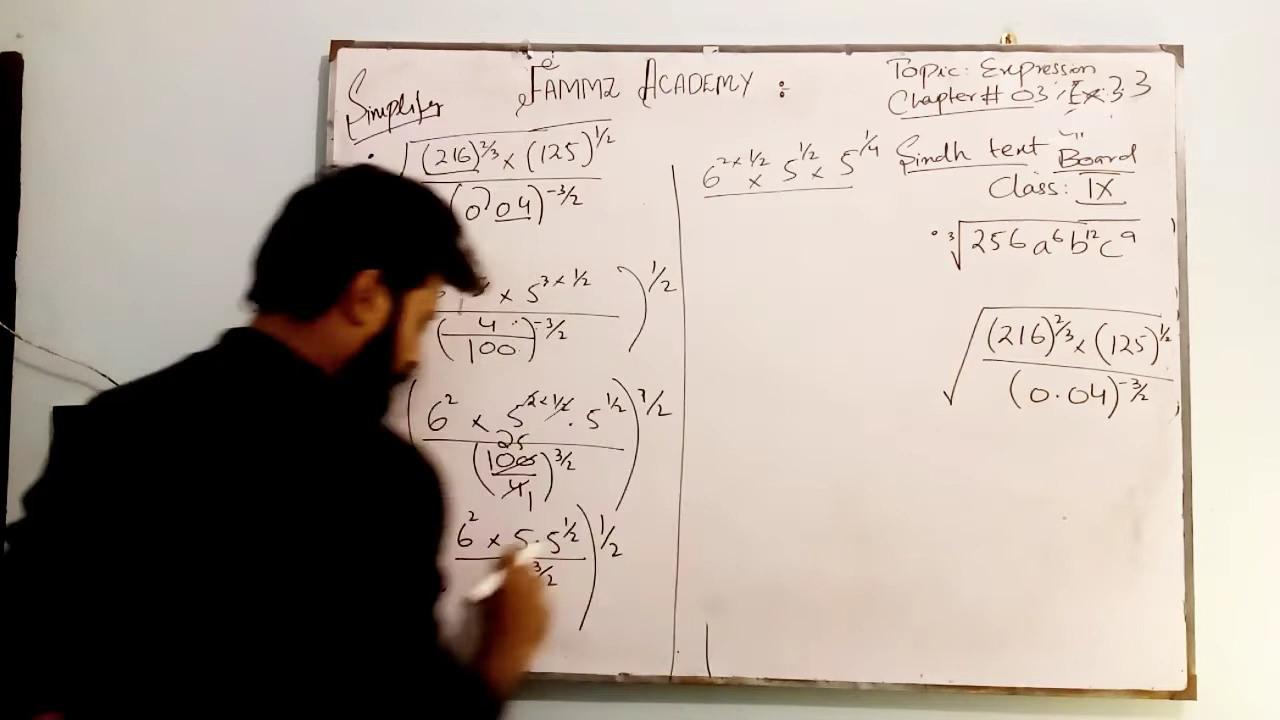 Simplify
FAMMZ ACADEMY :
Topic: Expression
Chapter # 03, Ex: 3.3
Sindh text Board
Class: IX
• √((216)^2/3 × (125)^1/2
(0.04)^-3/2
× 5^3 × 1/2 )^1/2
(4/100)^-3/2
(6^2 × 5^2 × 1/2 . 5^1/2 )^1/2
25
(100/4 1)^3/2
6^2 × 5 . 5^1/2 )^1/2
3/2
6^2 × 1/2 × 5^1/2 × 5^1/4
• ³√256 a^6 b^12 c^9
√((216)^2/3 × (125)^1/2
(0.04)^-3/2